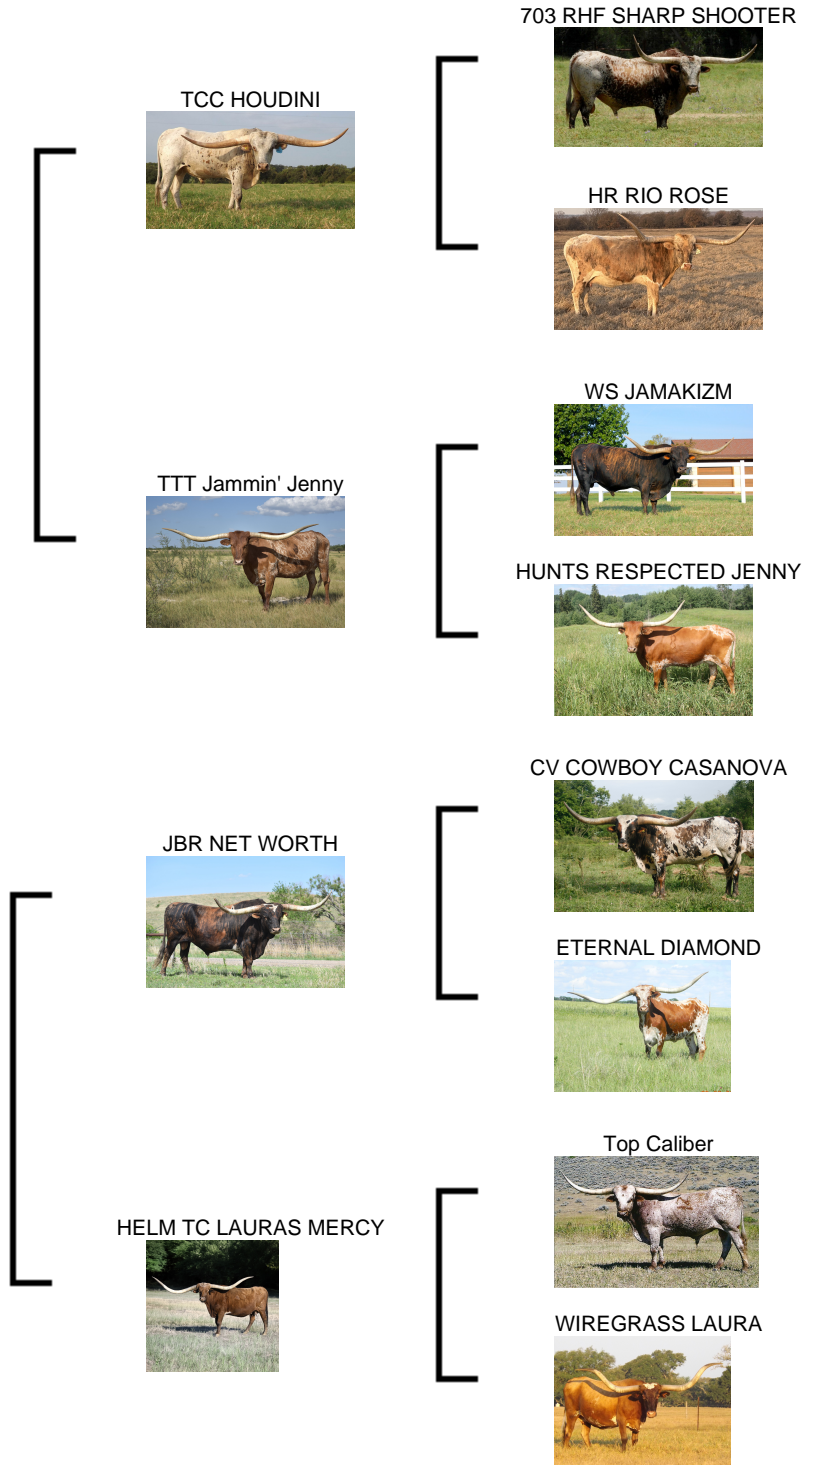 703 RHF SHARP SHOOTER
TCC HOUDINI
HR RIO ROSE
WS JAMAKIZM
TTT Jammin' Jenny
HUNTS RESPECTED JENNY
CV COWBOY CASANOVA
JBR NET WORTH
ETERNAL DIAMOND
Top Caliber
HELM TC LAURAS MERCY
WIREGRASS LAURA